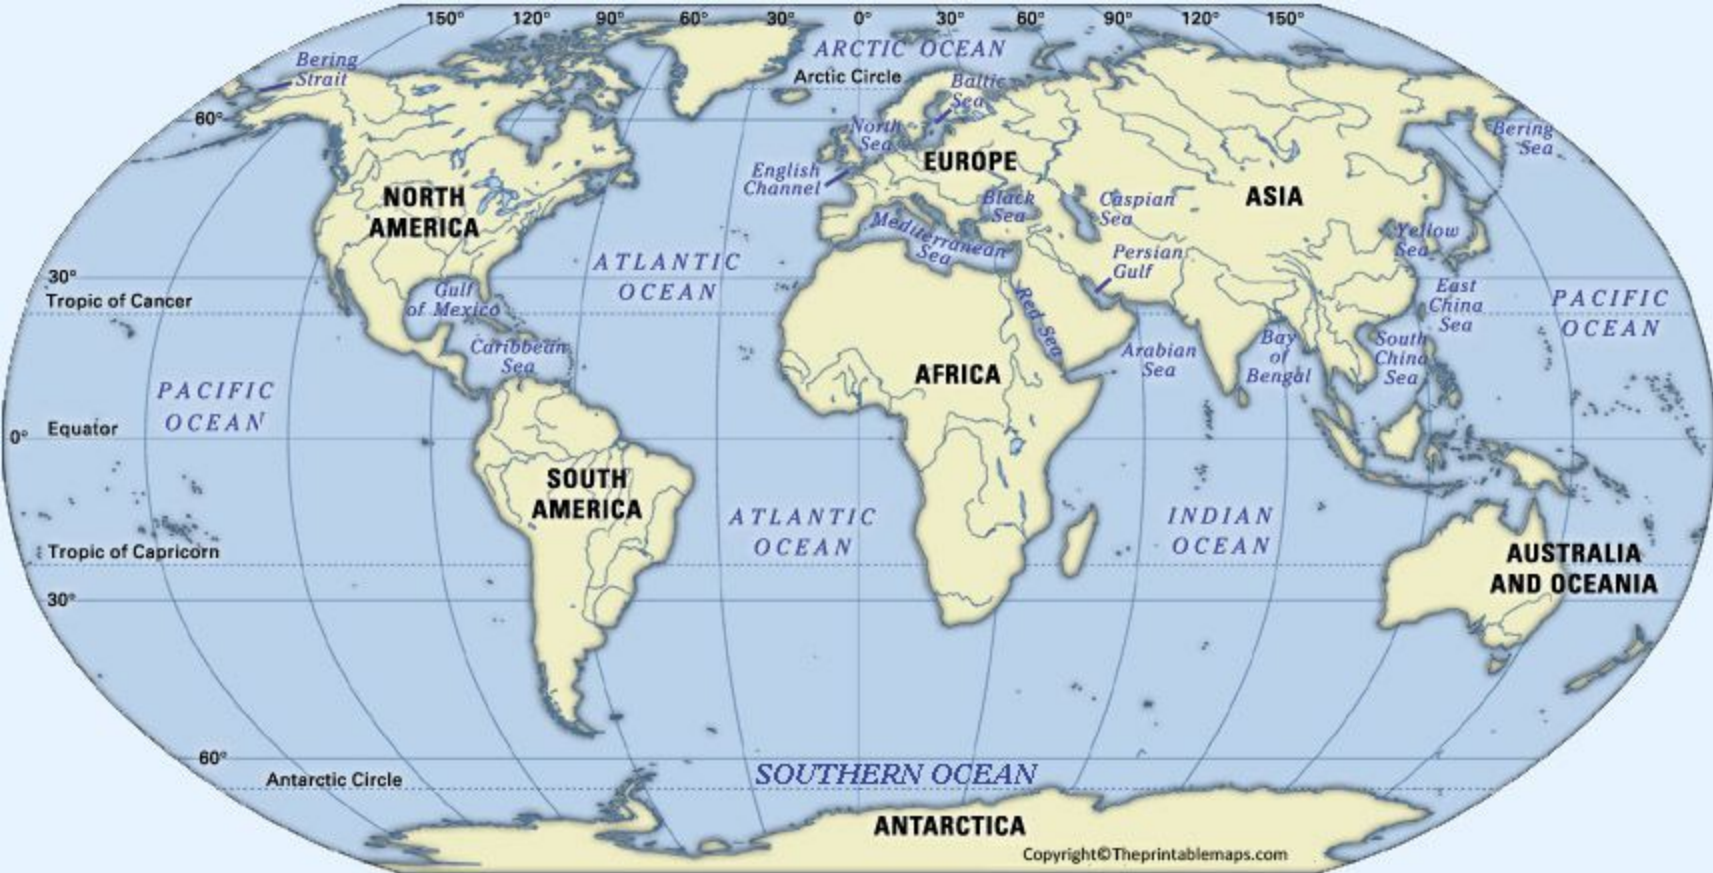 150° 120° 90° 60° 30° 0° 30° 60° 90° 120° 150°
ARCTIC OCEAN
Bering
Strait
Arctic Circle
Baltic
Sea
60°
North
Sea
Bering
Sea
EUROPE
English
Channel
NORTH
AMERICA
ASIA
Black
Sea
Caspian
Sea
Mediterranean
Sea
Yellow
Sea
Persian
Gulf
ATLANTIC
OCEAN
30°
Tropic of Cancer
Gulf
of Mexico
Red Sea
East
China
Sea
PACIFIC
OCEAN
Caribbean
Sea
Arabian
Sea
Bay
of
Bengal
South
China
Sea
AFRICA
PACIFIC
OCEAN
0°
Equator
SOUTH
AMERICA
ATLANTIC
OCEAN
INDIAN
OCEAN
Tropic of Capricorn
AUSTRALIA
AND OCEANIA
30°
60°
Antarctic Circle
SOUTHERN OCEAN
ANTARCTICA
Copyright©Theprintablemaps.com